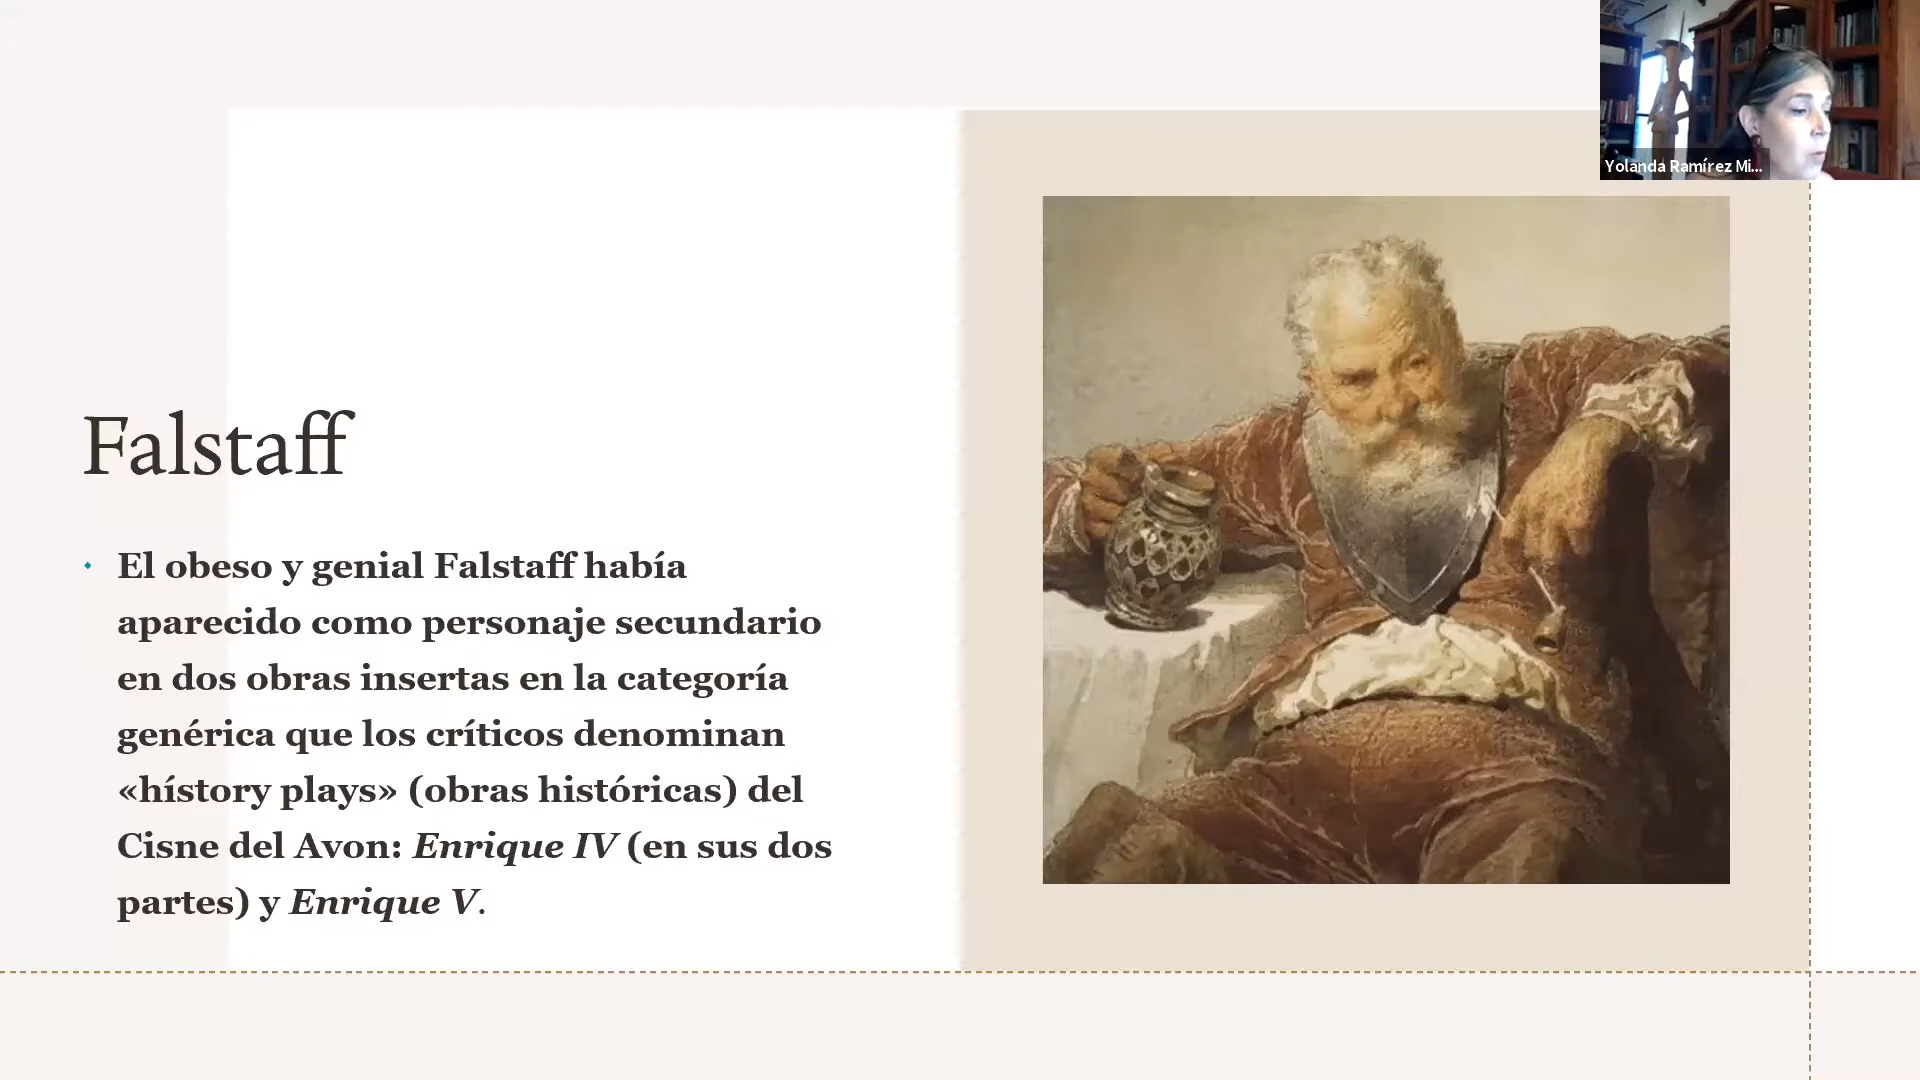 Yolanda Ramírez Mi...
Falstaff
· El obeso y genial Falstaff había
aparecido como personaje secundario
en dos obras insertas en la categoría
genérica que los críticos denominan
«hístory plays» (obras históricas) del
Cisne del Avon: Enrique IV (en sus dos
partes) y Enrique V.